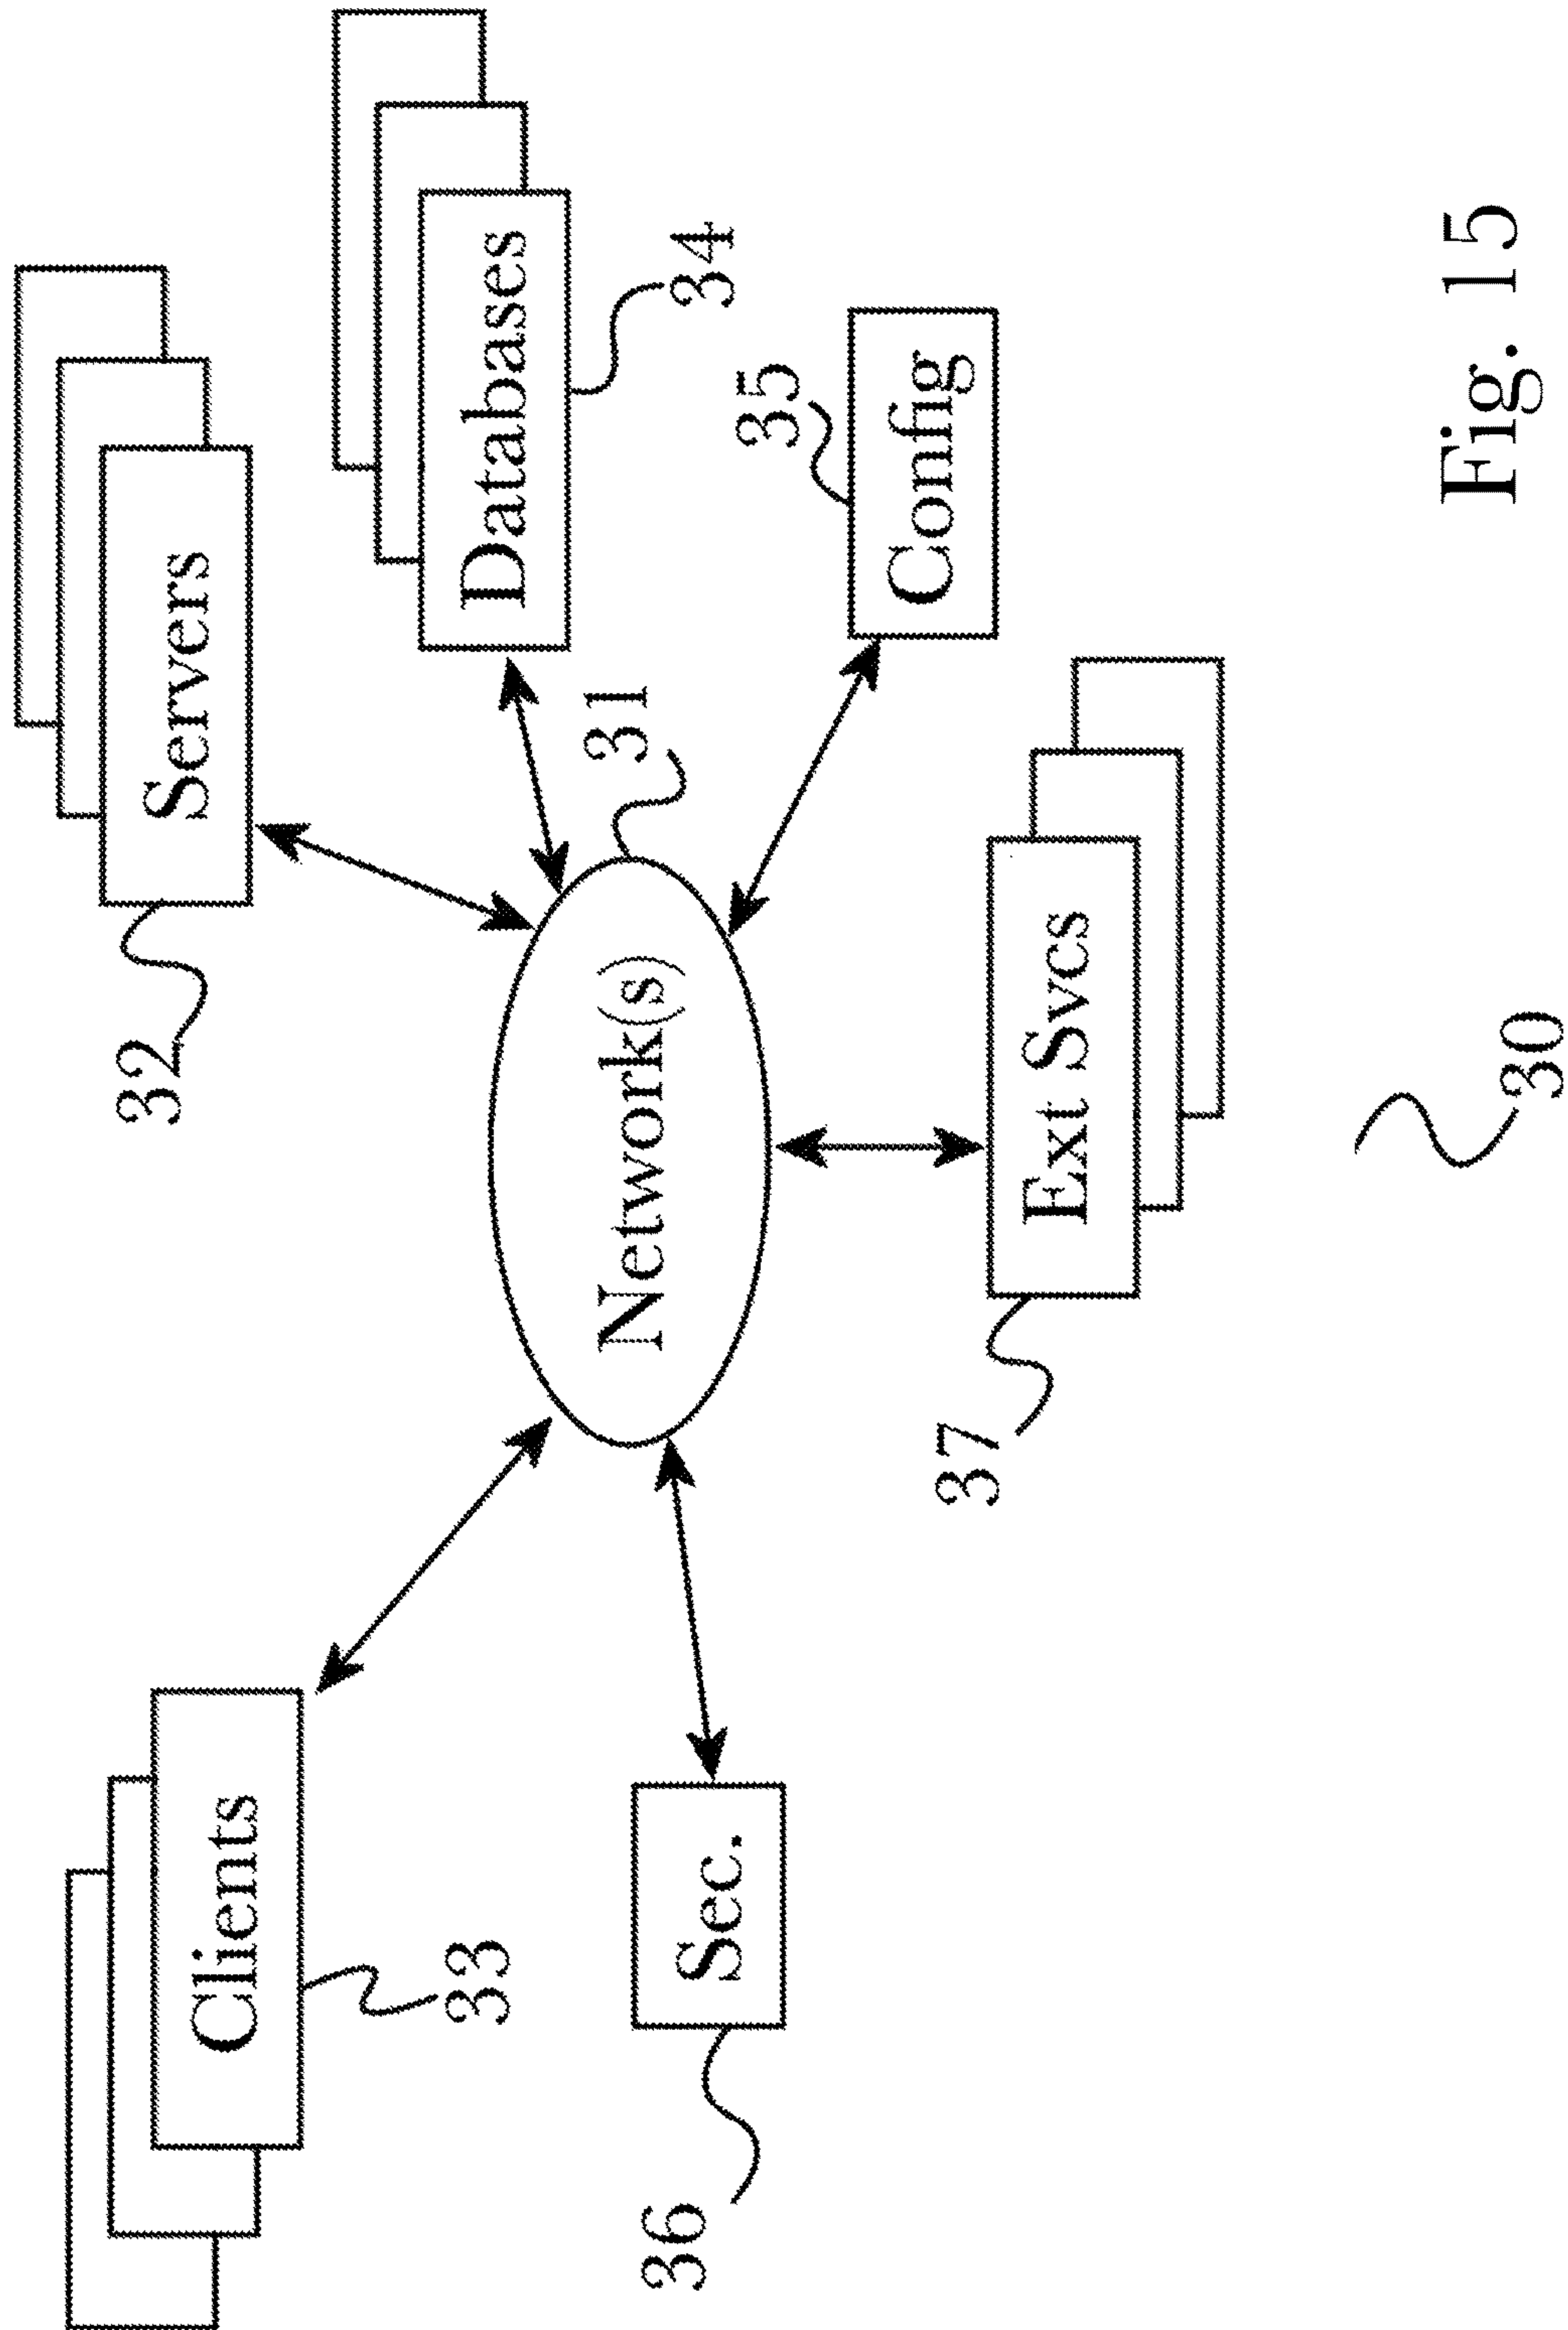 Clients
33
Servers
32
Databases
34
Network(s)
31
Sec.
36
35
Config
Ext Svcs
37
30
Fig. 15